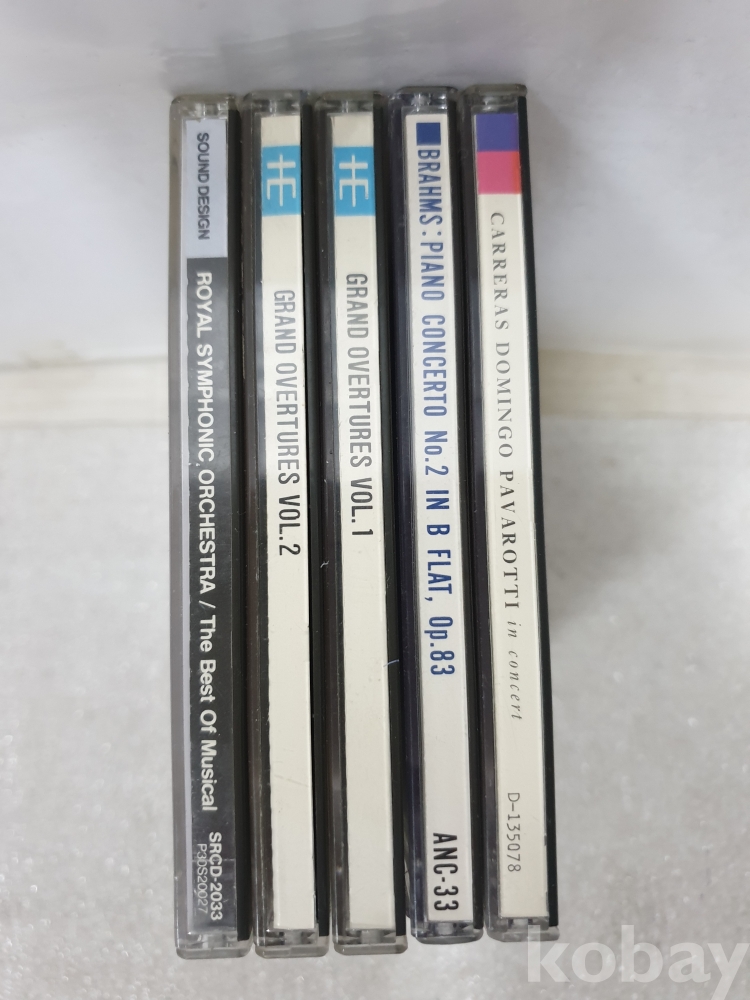 SOUND DESIGN
ROYAL SYMPHONIC, ORCHESTRA / The Best Of Musical
SRCD-2033
P30S20027
GRAND OVERTURES VOL.2
GRAND OVERTURES VOL.1
BRAHMS: PIANO CONCERTO No.2 IN B FLAT, Op.83
ANC-33
CARRERAS DOMINGO PAVAROTTI in concert
D-135078
kobay